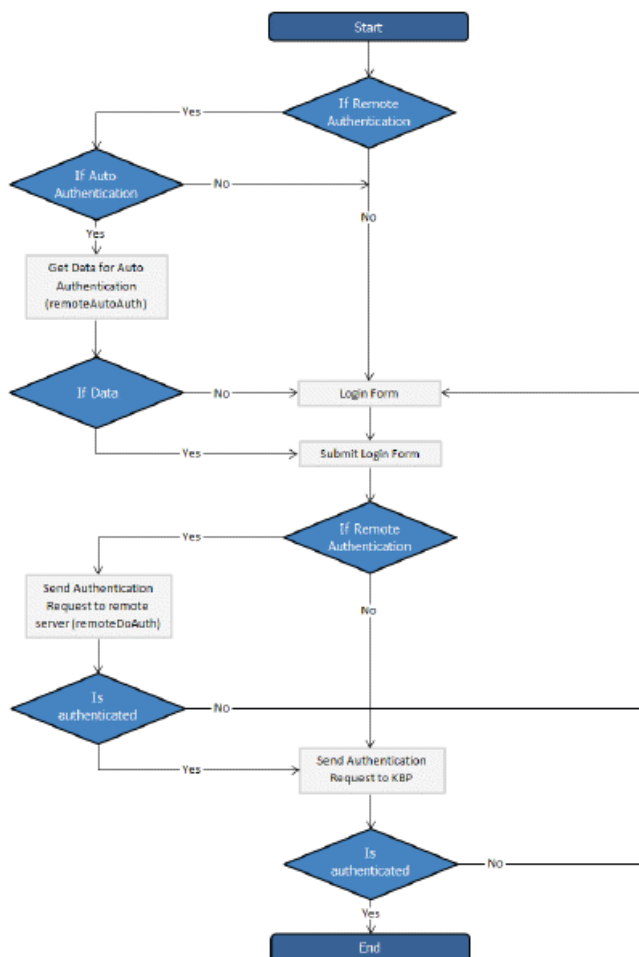 Start
If Remote
Authentication
Yes
If Auto
Authentication
No
No
Yes
Get Data for Auto
Authentication
(remoteAutoAuth)
If Data
No
Login Form
Yes
Submit Login Form
If Remote
Authentication
Yes
Send Authentication
Request to remote
server (remoteDoAuth)
No
Is
authenticated
No
Yes
Send Authentication
Request to KBP
Is
authenticated
No
Yes
End